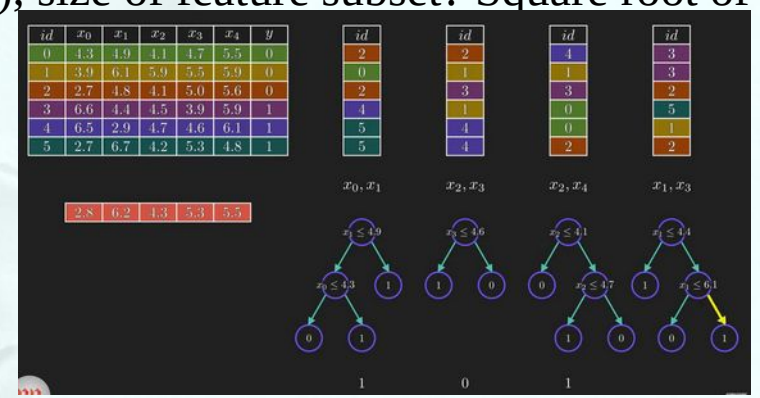 ), size of feature subset? Square root of
id x₀ x₁ x₂ x₃ x₄ y
0 4.3 4.9 4.1 4.7 5.5 0
1 3.9 6.1 5.9 5.5 5.9 0
2 2.7 4.8 4.1 5.0 5.6 0
3 6.6 4.4 4.5 3.9 5.9 1
4 6.5 2.9 4.7 4.6 6.1 1
5 2.7 6.7 4.2 5.3 4.8 1
id id id id
2 2 4 3
0 1 1 3
2 3 3 2
4 1 0 5
5 4 0 1
5 4 2 2
x₀, x₁ x₂, x₃ x₂, x₄ x₁, x₃
2.8 6.2 4.3 5.3 5.5
x₁ ≤ 4.9 x₃ ≤ 4.6 x₂ ≤ 4.1 x₁ ≤ 4.4
x₀ ≤ 4.3 1 1 0 0 x₂ ≤ 4.7 1 ≤ 6.1
0 1 1 0 0 1
1 0 1